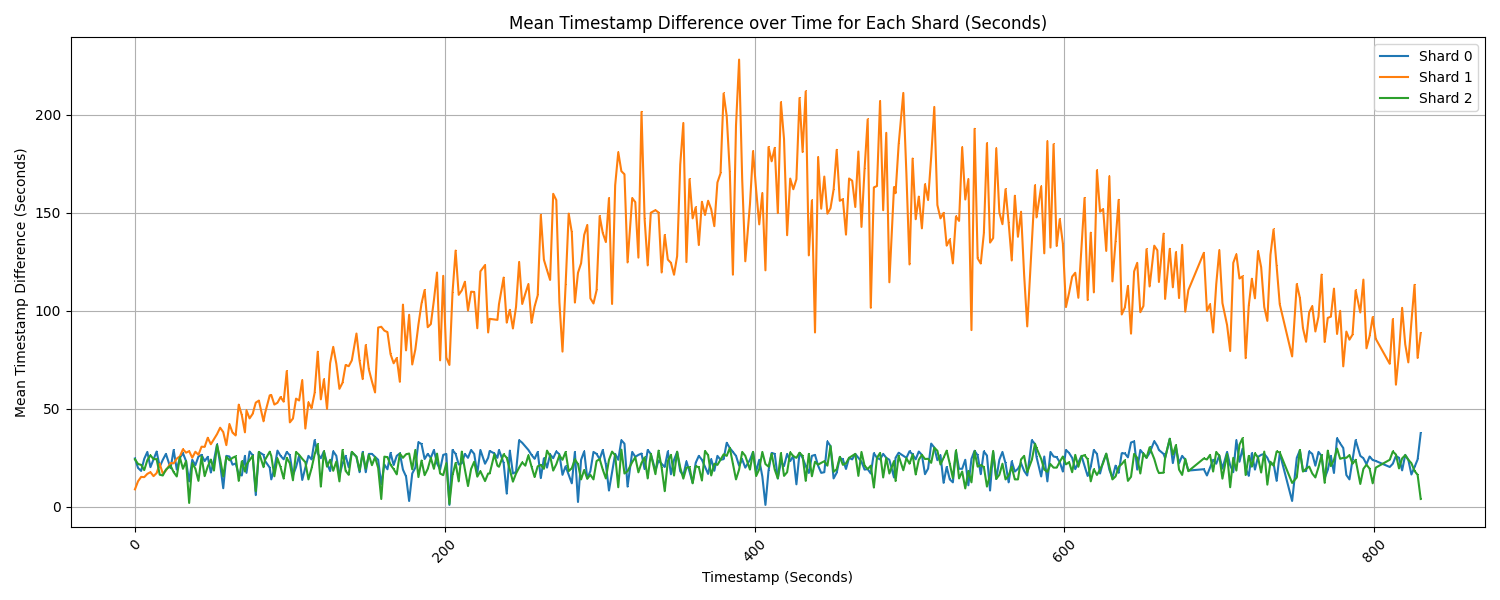 Mean Timestamp Difference over Time for Each Shard (Seconds)
Shard 0
Shard 1
Shard 2
Mean Timestamp Difference (Seconds)
200
150
100
50
0
0
200
400
600
800
Timestamp (Seconds)